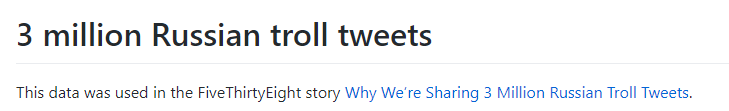 3 million Russian troll tweets
This data was used in the FiveThirtyEight story Why We’re Sharing 3 Million Russian Troll Tweets.